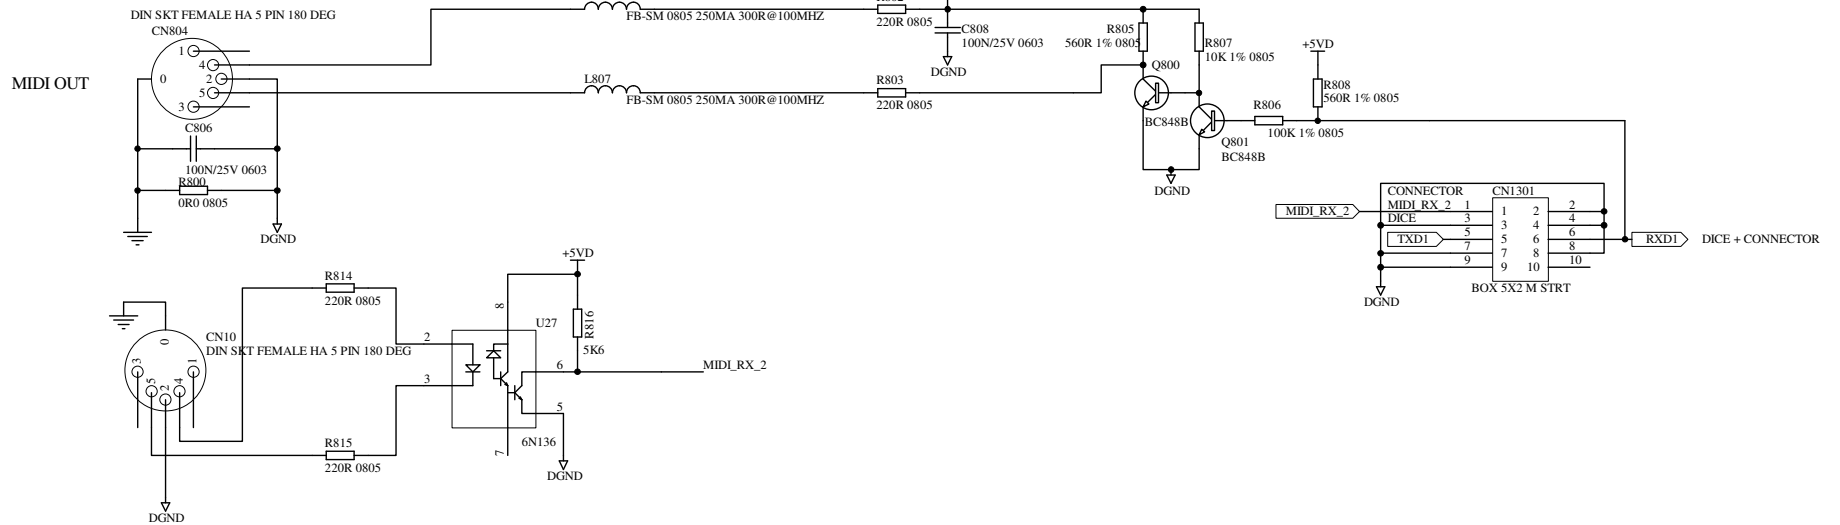 DIN SKT FEMALE HA 5 PIN 180 DEG
CN804
MIDI OUT
1
4
0
2
5
3
C806
100N/25V 0603
R800
0R0 0805
DGND
FB-SM 0805 250MA 300R@100MHZ
L807
FB-SM 0805 250MA 300R@100MHZ
220R 0805
R803
220R 0805
C808
100N/25V 0603
DGND
R805
560R 1% 0805
R807
10K 1% 0805
Q800
BC848B
Q801
BC848B
DGND
R806
100K 1% 0805
+5VD
R808
560R 1% 0805
CONNECTOR
CN1301
MIDI_RX_2
MIDI_RX_2
1
1
2
2
DICE
3
3
4
4
TXD1
5
5
6
6
RXD1
DICE + CONNECTOR
7
7
8
8
9
9
10
10
DGND
BOX 5X2 M STRT
R814
220R 0805
CN10
DIN SKT FEMALE HA 5 PIN 180 DEG
0
3
1
5
4
2
R815
220R 0805
DGND
+5VD
8
U27
R816
5K6
2
3
6
MIDI_RX_2
5
6N136
7
DGND